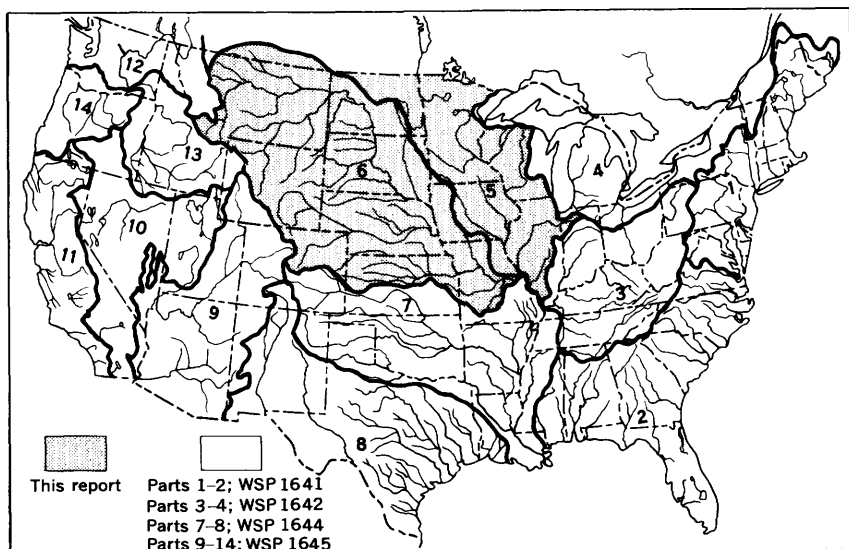 12
14
13
6
5
4
1
10
11
9
7
3
2
8
This report
Parts 1–2; WSP 1641
Parts 3–4; WSP 1642
Parts 7–8; WSP 1644
Parts 9–14; WSP 1645